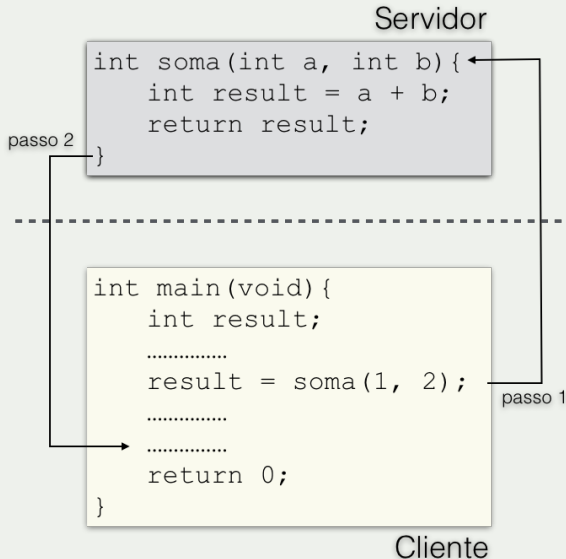 Servidor
int soma(int a, int b){
int result = a + b;
return result;
passo 2
}
int main(void){
int result;
...............
result = soma(1, 2);
passo 1
...............
...............
return 0;
}
Cliente